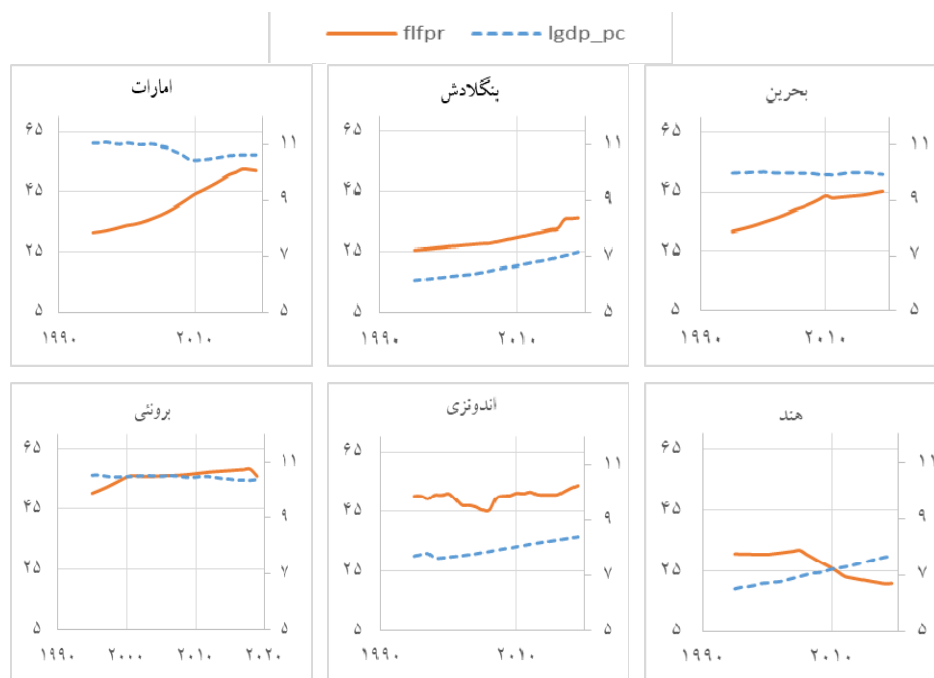 flfpr lgdp_pc
امارات
۶۵ ۴۵ ۲۵ ۵
۱۱ ۹ ۷ ۵
۱۹۹۰ ۲۰۱۰
بنگلادش
۶۵ ۴۵ ۲۵ ۵
۱۱ ۹ ۷ ۵
۱۹۹۰ ۲۰۱۰
بحرین
۶۵ ۴۵ ۲۵ ۵
۱۱ ۹ ۷ ۵
۱۹۹۰ ۲۰۱۰
برونئی
۶۵ ۴۵ ۲۵ ۵
۱۱ ۹ ۷ ۵
۱۹۹۰ ۲۰۰۰ ۲۰۱۰ ۲۰۲۰
اندونزی
۶۵ ۴۵ ۲۵ ۵
۱۱ ۹ ۷ ۵
۱۹۹۰ ۲۰۱۰
هند
۶۵ ۴۵ ۲۵ ۵
۱۱ ۹ ۷ ۵
۱۹۹۰ ۲۰۱۰